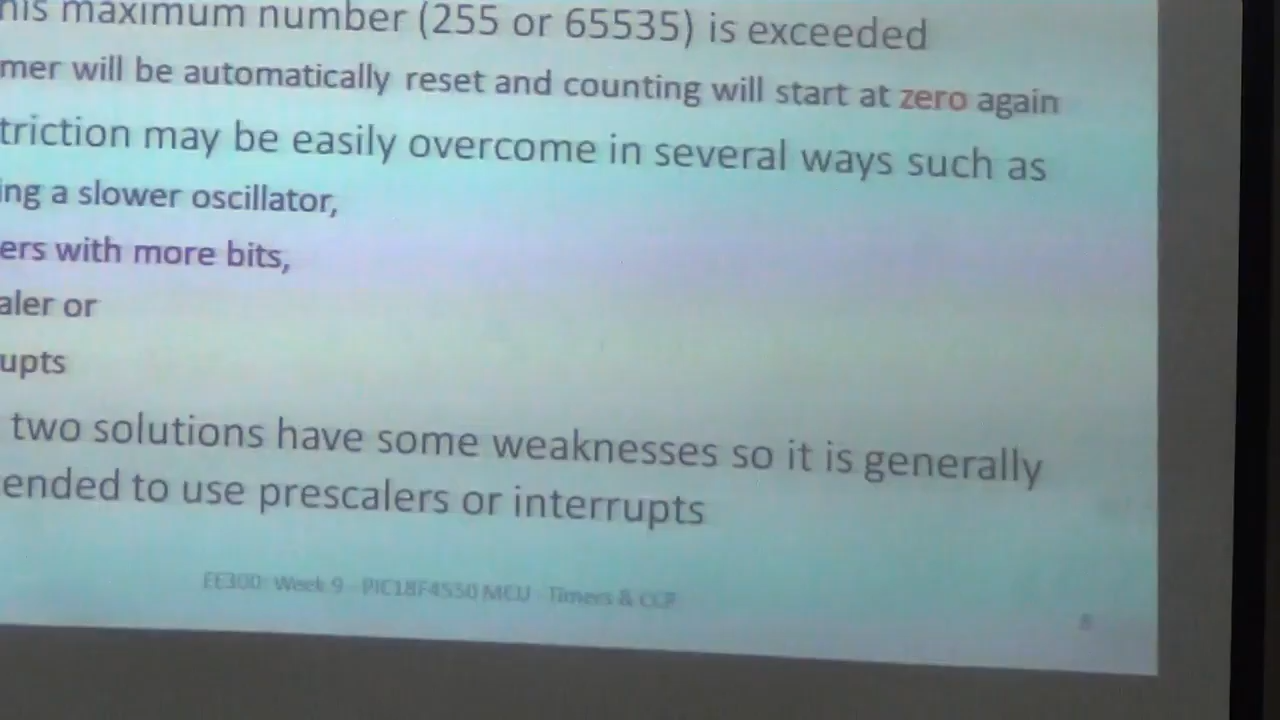 his maximum number (255 or 65535) is exceeded
mer will be automatically reset and counting will start at zero again
triction may be easily overcome in several ways such as
ing a slower oscillator,
ers with more bits,
aler or
upts
two solutions have some weaknesses so it is generally
ended to use prescalers or interrupts
EE300: Week 9 - PIC18F4550 MCU - Timers & CCP
8